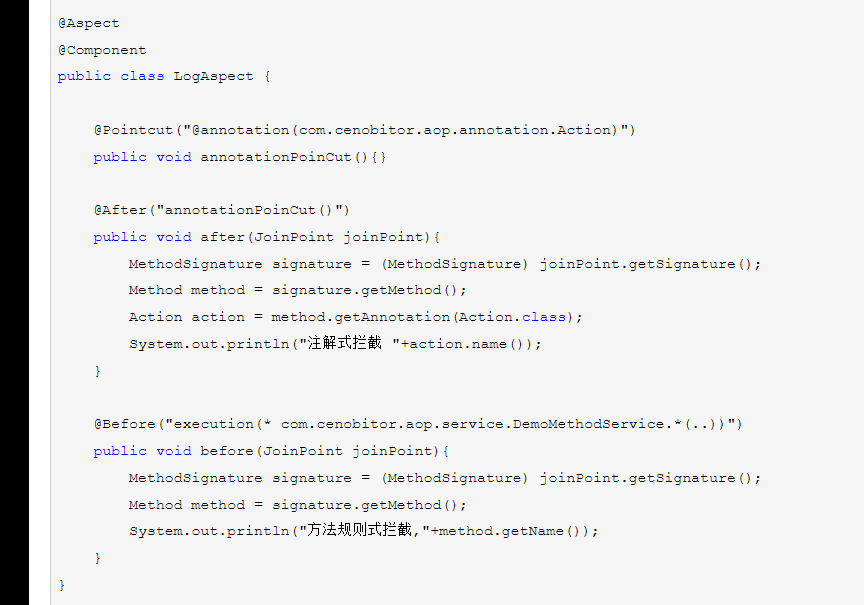 @Aspect
@Component
public class LogAspect {
@Pointcut("@annotation(com.cenobitor.aop.annotation.Action)")
public void annotationPoinCut(){}
@After("annotationPoinCut()")
public void after(JoinPoint joinPoint){
MethodSignature signature = (MethodSignature) joinPoint.getSignature();
Method method = signature.getMethod();
Action action = method.getAnnotation(Action.class);
System.out.println("注解式拦截 "+action.name());
}
@Before("execution(* com.cenobitor.aop.service.DemoMethodService.*(..))")
public void before(JoinPoint joinPoint){
MethodSignature signature = (MethodSignature) joinPoint.getSignature();
Method method = signature.getMethod();
System.out.println("方法规则式拦截,"+method.getName());
}
}